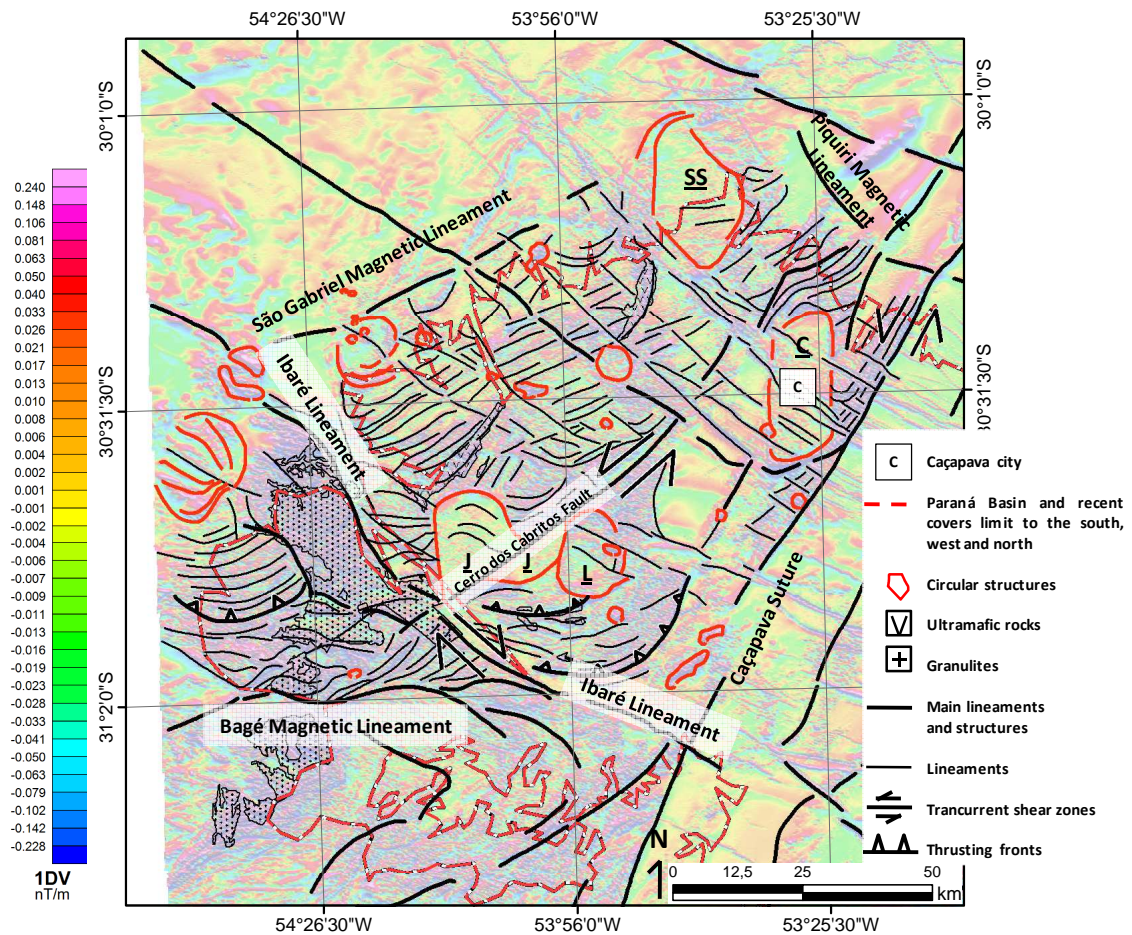 54°26'30"W
53°56'0"W
53°25'30"W
30°1'0"S
30°1'0"S
30°31'30"S
30°31'30"S
31°2'0"S
0.240
0.148
0.106
0.081
0.063
0.050
0.040
0.033
0.026
0.021
0.017
0.013
0.010
0.008
0.006
0.004
0.002
0.001
-0.001
-0.002
-0.004
-0.006
-0.007
-0.009
-0.011
-0.013
-0.016
-0.019
-0.023
-0.028
-0.033
-0.041
-0.050
-0.063
-0.079
-0.102
-0.142
-0.228
1DV
nT/m
Piquiri Magnetic
Lineament
SS
São Gabriel Magnetic Lineament
Ibaré Lineament
C
C
J
J
L
Cerro dos Cabritos Fault
Caçapava Suture
Ibaré Lineament
Bagé Magnetic Lineament
C
Caçapava city
Paraná Basin and recent
covers limit to the south,
west and north
Circular structures
V
Ultramafic rocks
Granulites
Main lineaments
and structures
Lineaments
Trancurrent shear zones
Thrusting fronts
N
0
12,5
25
50
km
54°26'30"W
53°56'0"W
53°25'30"W